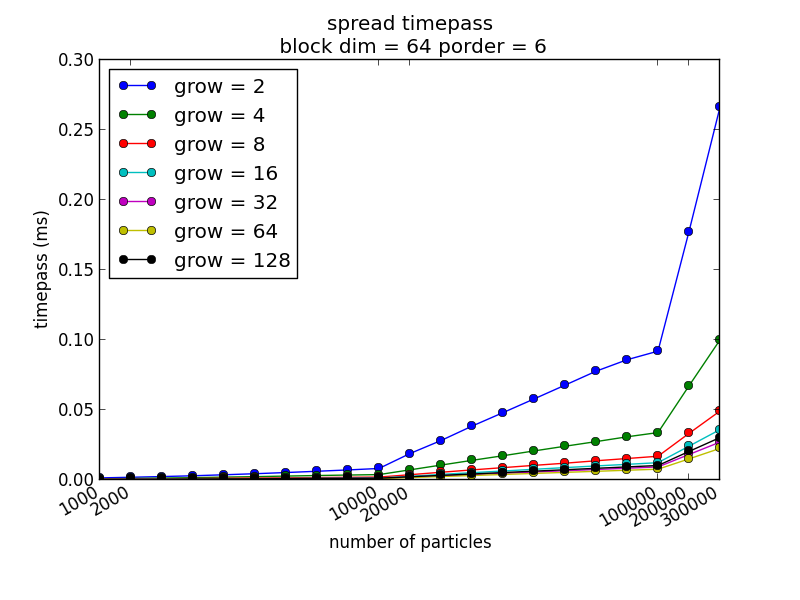 spread timepass
block dim = 64 porder = 6
0.30
0.25
0.20
0.15
0.10
0.05
0.00
timepass (ms)
grow = 2
grow = 4
grow = 8
grow = 16
grow = 32
grow = 64
grow = 128
1000
2000
10000
20000
100000
200000
300000
number of particles